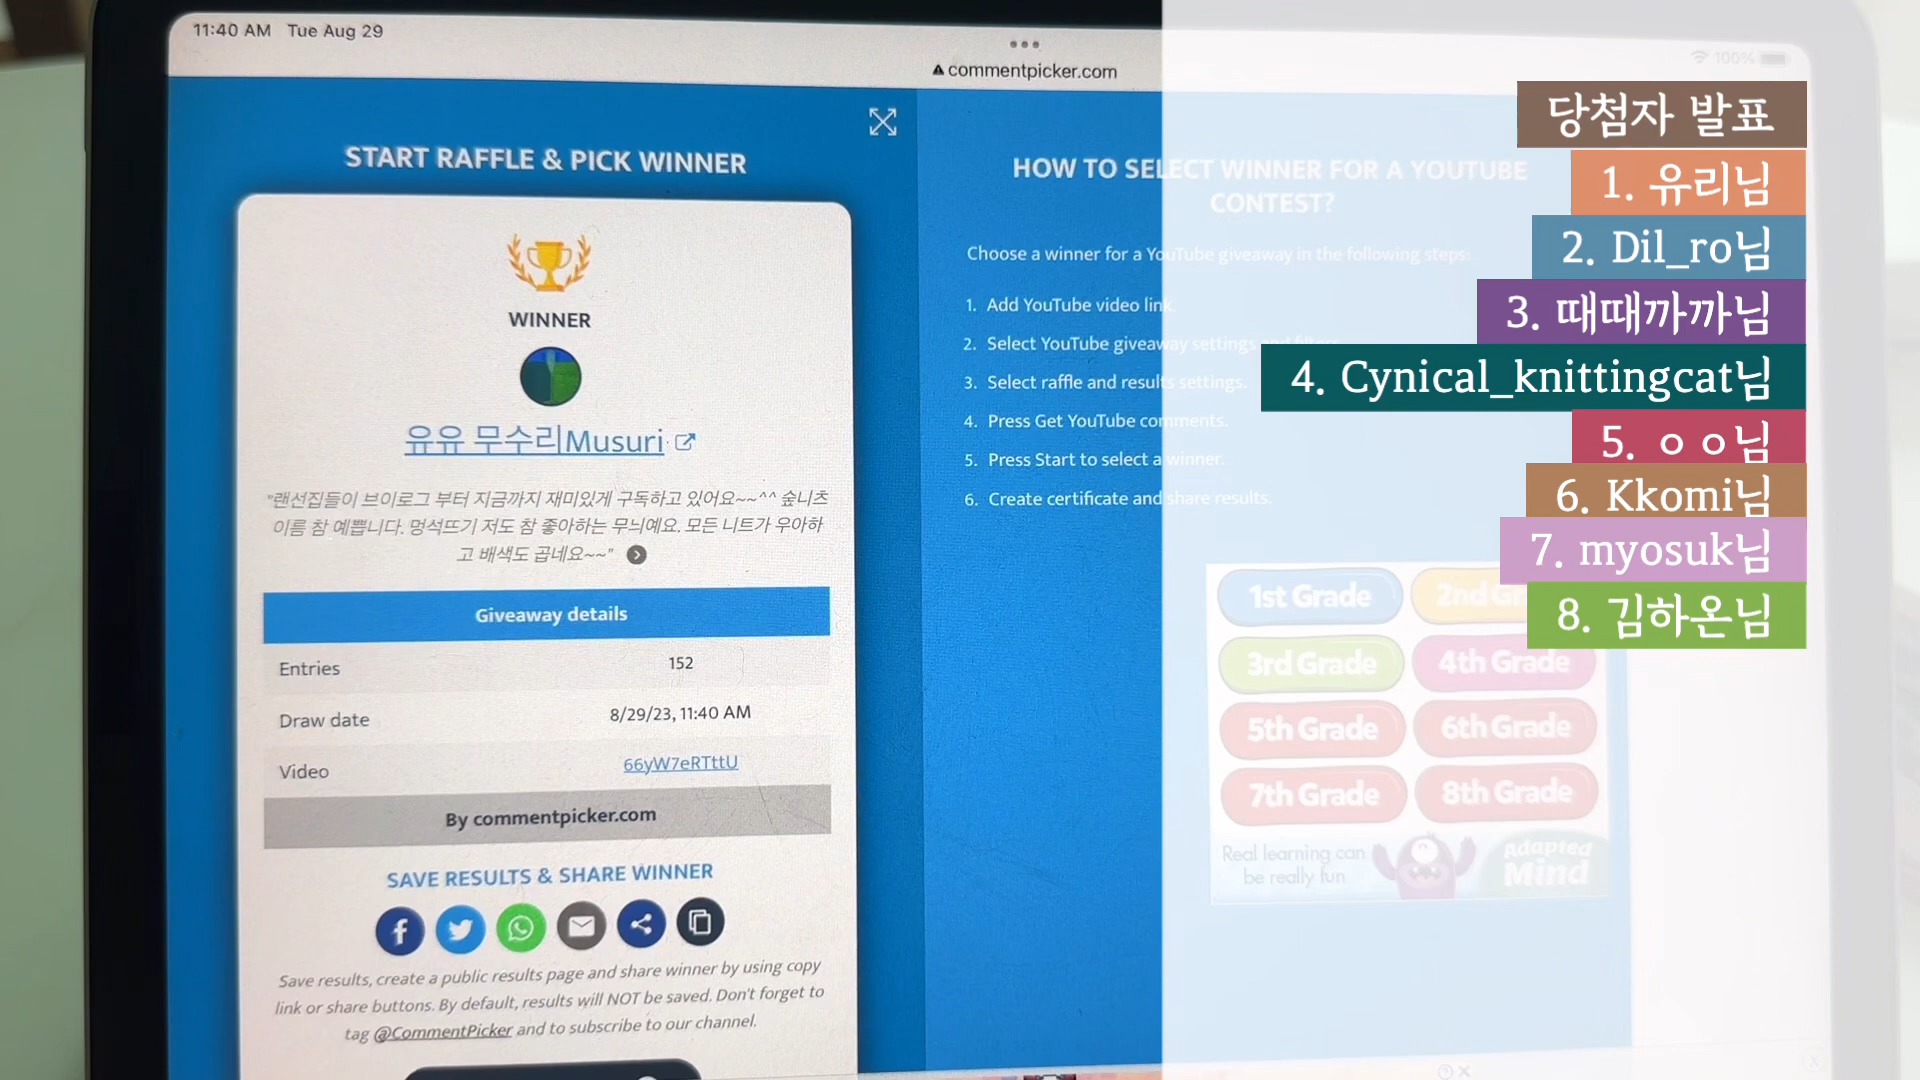 11:40 AM Tue Aug 29
commentpicker.com
100%
START RAFFLE & PICK WINNER
WINNER
유유 무수리Musuri
"랜선집들이 브이로그 부터 지금까지 재미있게 구독하고 있어요~~^^ 숲니츠
이름 참 예쁩니다. 멍석뜨기 저도 참 좋아하는 무늬예요. 모든 니트가 우아하
고 배색도 곱네요~~"
Giveaway details
Entries 152
Draw date 8/29/23, 11:40 AM
Video 66yW7eRTttU
By commentpicker.com
SAVE RESULTS & SHARE WINNER
Save results, create a public results page and share winner by using copy
link or share buttons. By default, results will NOT be saved. Don't forget to
tag @CommentPicker and to subscribe to our channel.
HOW TO SELECT WINNER FOR A YOUTUBE
CONTEST?
Choose a winner for a YouTube giveaway in the following steps:
1. Add YouTube video link.
2. Select YouTube giveaway settings and filters.
3. Select raffle and results settings.
4. Press Get YouTube comments.
5. Press Start to select a winner.
6. Create certificate and share results.
1st Grade
2nd Gr
3rd Grade
4th Grade
5th Grade
6th Grade
7th Grade
8th Grade
Real learning can
be really fun
Adapted
Mind
당첨자 발표
1. 유리님
2. Dil_ro님
3. 때때까까님
4. Cynical_knittingcat님
5. ㅇㅇ님
6. Kkomi님
7. myosuk님
8. 김하온님